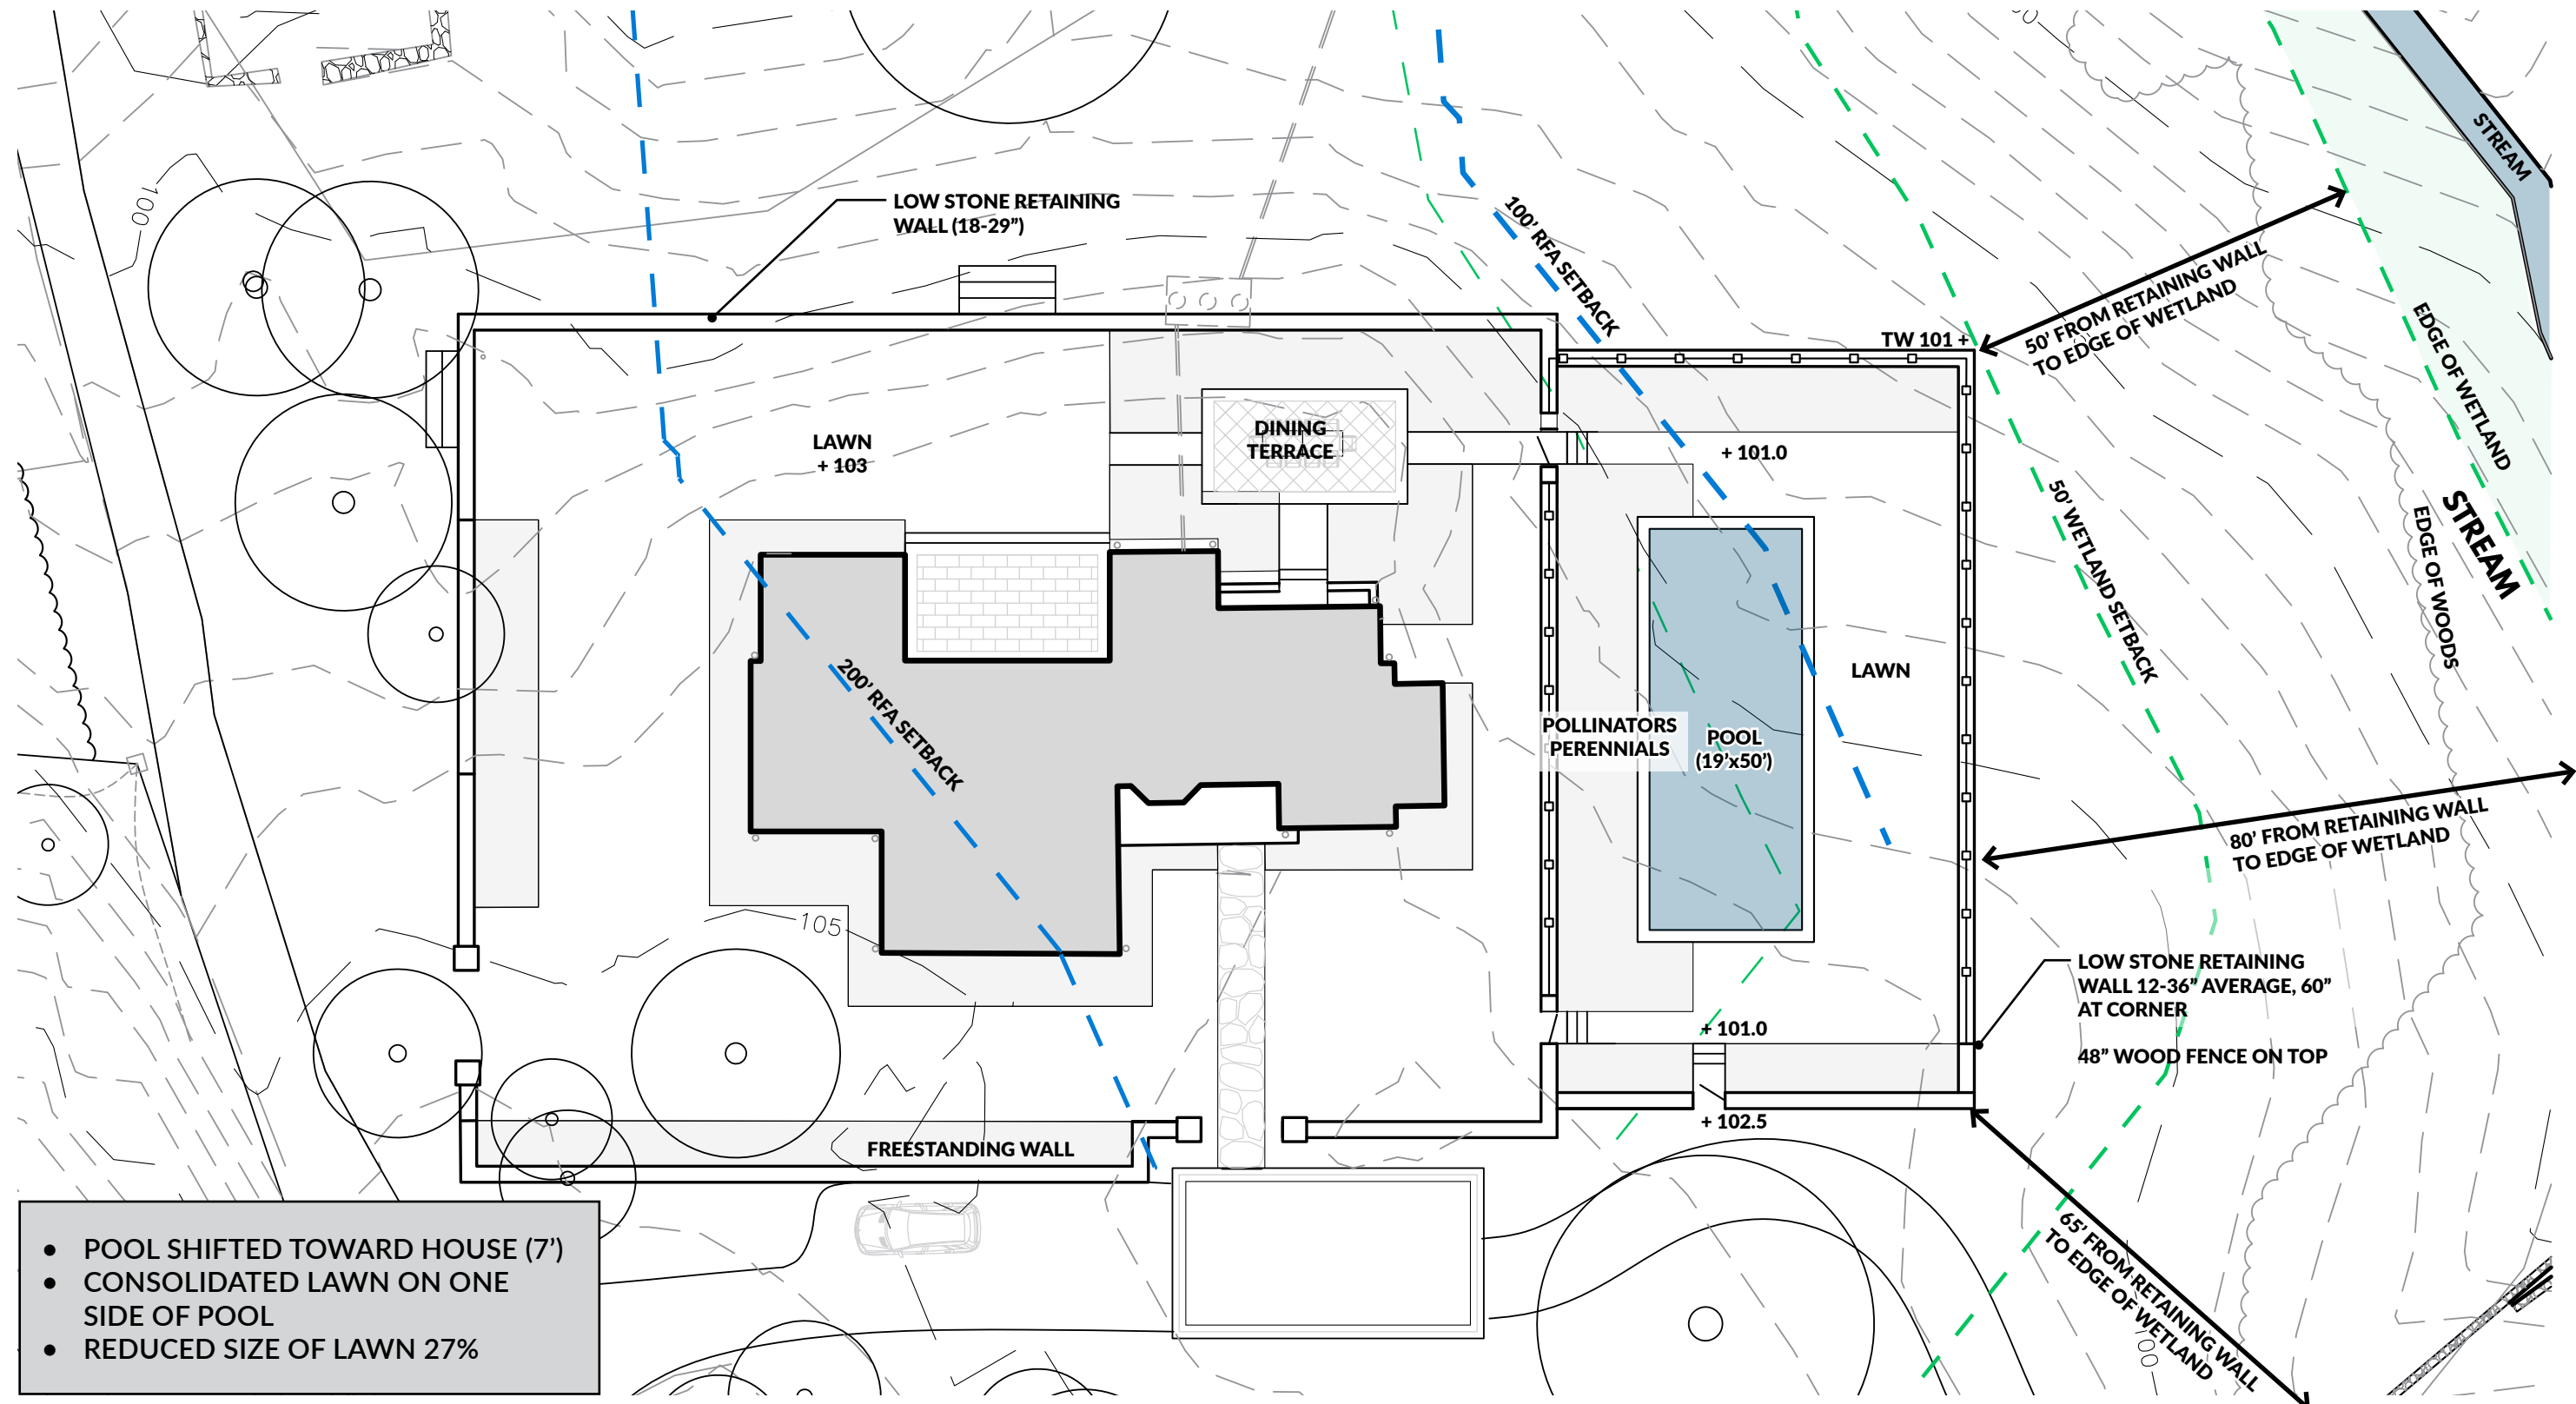 100
LOW STONE RETAINING
WALL (18-29”)
100’ RFA SETBACK
STREAM
TW 101 +
50’ FROM RETAINING WALL
TO EDGE OF WETLAND
EDGE OF WETLAND
LAWN
+ 103
DINING
TERRACE
+ 101.0
50’ WETLAND SETBACK
EDGE OF WOODS
STREAM
200’ RFA SETBACK
LAWN
POLLINATORS
PERENNIALS
POOL
(19’x50’)
80’ FROM RETAINING WALL
TO EDGE OF WETLAND
105
LOW STONE RETAINING
WALL 12-36” AVERAGE, 60”
AT CORNER
48” WOOD FENCE ON TOP
+ 101.0
+ 102.5
FREESTANDING WALL
65’ FROM RETAINING WALL
TO EDGE OF WETLAND
• POOL SHIFTED TOWARD HOUSE (7’)
• CONSOLIDATED LAWN ON ONE
SIDE OF POOL
• REDUCED SIZE OF LAWN 27%